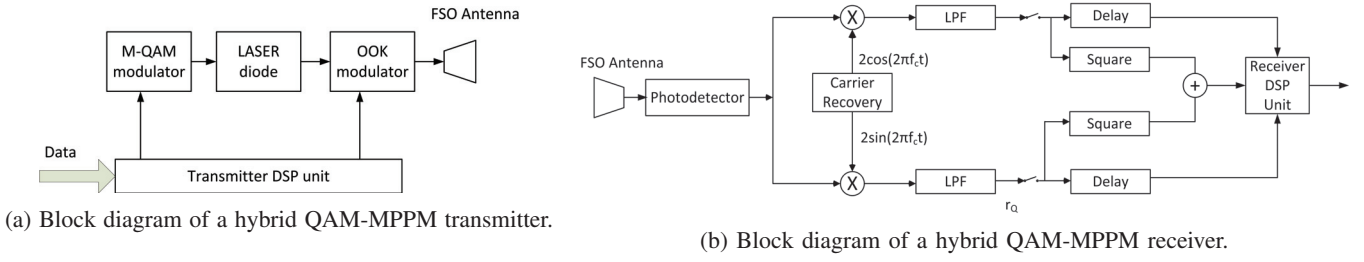 FSO Antenna
M-QAM
modulator
LASER
diode
OOK
modulator
Data
Transmitter DSP unit
(a) Block diagram of a hybrid QAM-MPPM transmitter.
FSO Antenna
Photodetector
X
2cos(2πf_ct)
Carrier
Recovery
2sin(2πf_ct)
X
LPF
Delay
Square
+
Receiver
DSP
Unit
Square
LPF
r_Q
Delay
(b) Block diagram of a hybrid QAM-MPPM receiver.